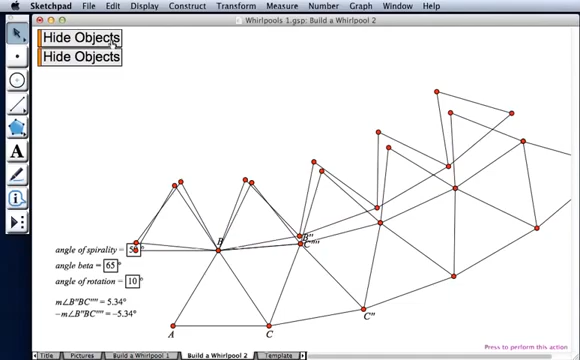 Sketchpad File Edit Display Construct Transform Measure Number Graph Window Help
Whirlpools 1.gsp: Build a Whirlpool 2
Hide Objects
Hide Objects
A
B
B"
C""
angle of spirality = 5 °
angle beta = 65 °
angle of rotation = 10 °
m∠B"BC"" = 5.34°
−m∠B"BC"" = −5.34°
C"
A
C
Press to perform this action
Title Pictures Build a Whirlpool 1 Build a Whirlpool 2 Template